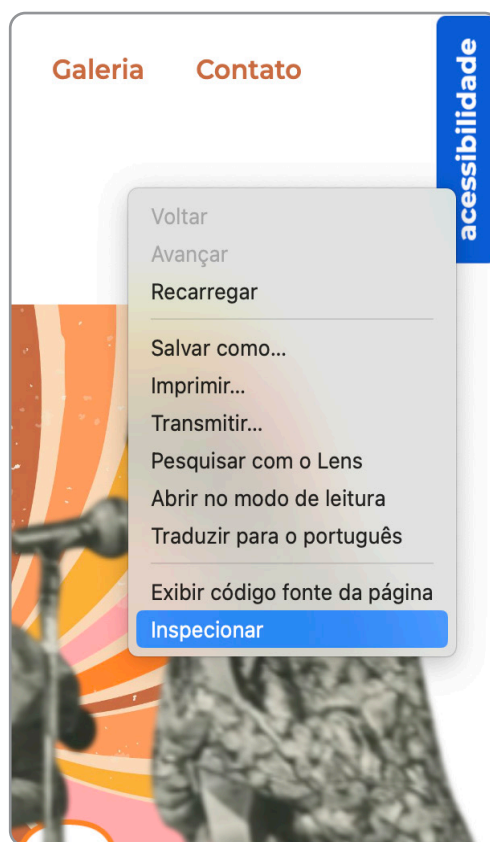 Galeria Contato
acessibilidade
Voltar
Avançar
Recarregar
Salvar como...
Imprimir...
Transmitir...
Pesquisar com o Lens
Abrir no modo de leitura
Traduzir para o português
Exibir código fonte da página
Inspecionar